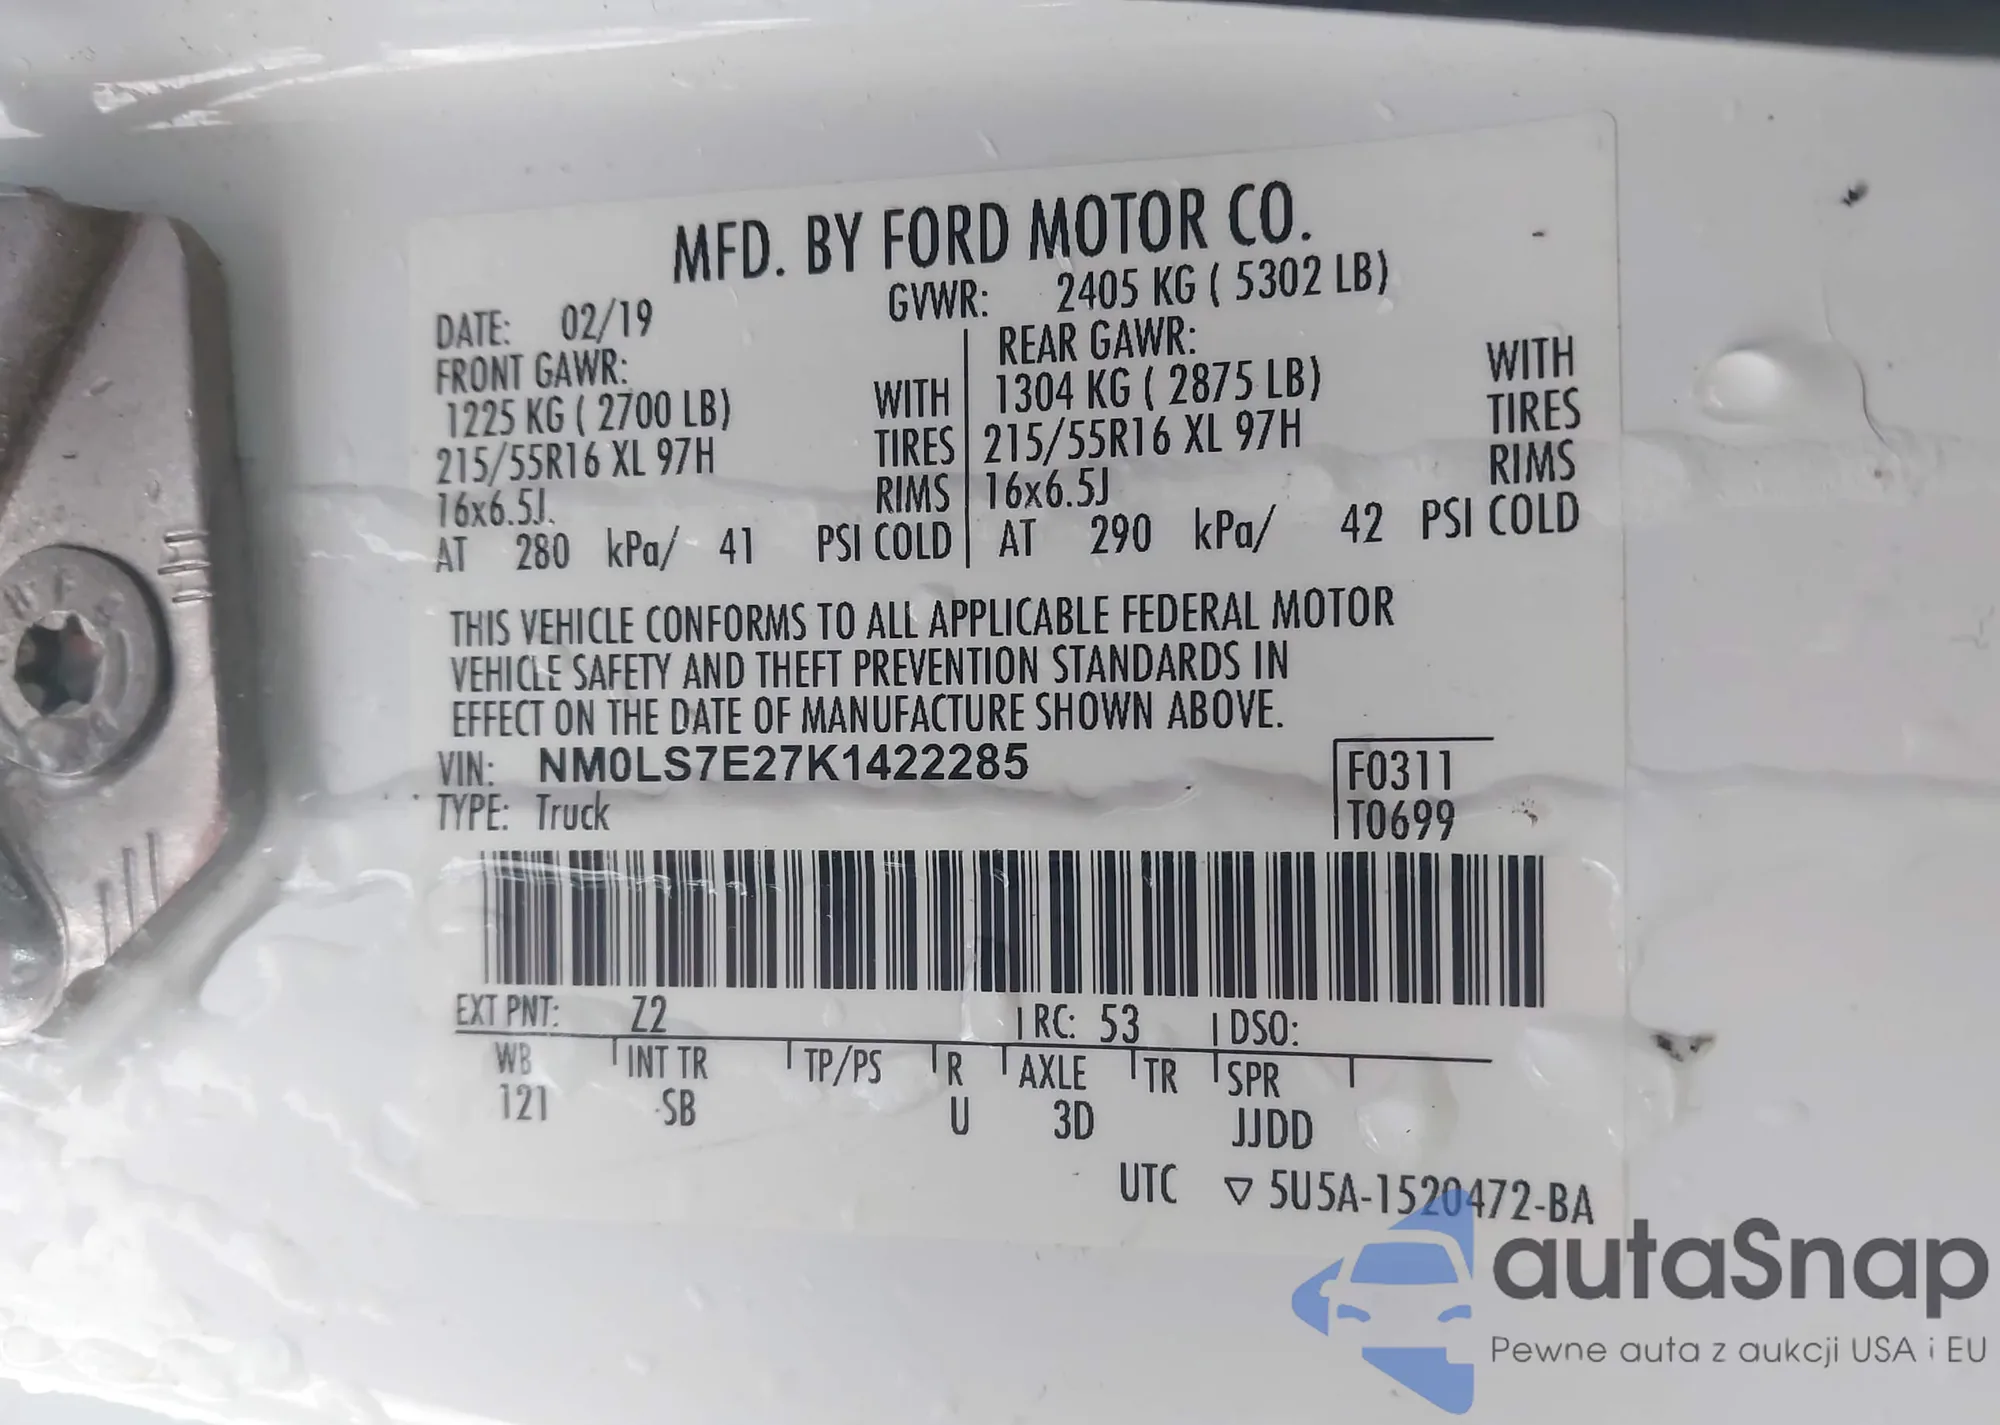 MFD. BY FORD MOTOR CO.
DATE: 02/19 GVWR: 2405 KG ( 5302 LB)
FRONT GAWR: REAR GAWR:
1225 KG ( 2700 LB) WITH 1304 KG ( 2875 LB) WITH
215/55R16 XL 97H TIRES 215/55R16 XL 97H TIRES
16x6.5J. RIMS 16x6.5J RIMS
AT 280 kPa/ 41 PSI COLD AT 290 kPa/ 42 PSI COLD
THIS VEHICLE CONFORMS TO ALL APPLICABLE FEDERAL MOTOR
VEHICLE SAFETY AND THEFT PREVENTION STANDARDS IN
EFFECT ON THE DATE OF MANUFACTURE SHOWN ABOVE.
VIN: NM0LS7E27K1422285 F0311
TYPE: Truck T0699
EXT PNT: Z2 RC: 53 DSO:
WB INT TR TP/PS R AXLE TR SPR
121 SB U 3D JJDD
UTC ▽ 5U5A-1520472-BA
autaSnap
Pewne auta z aukcji USA i EU